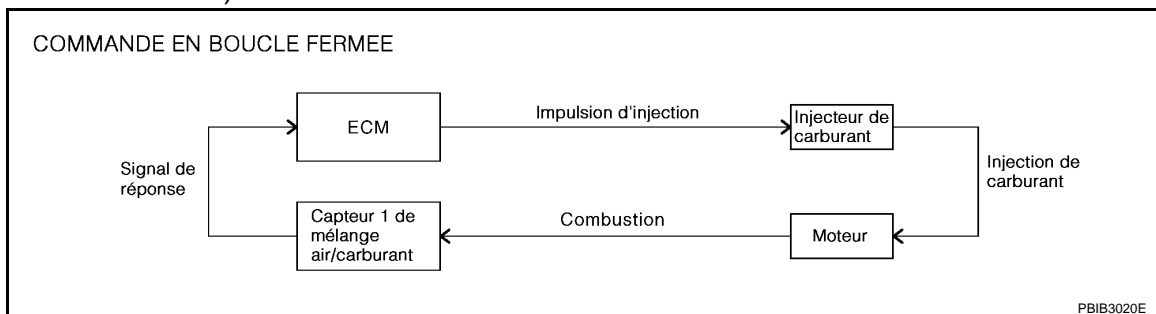 COMMANDE EN BOUCLE FERMEE
ECM
Impulsion d'injection
Injecteur de
carburant
Signal de
réponse
Injection de
carburant
Capteur 1 de
mélange
air/carburant
Combustion
Moteur
PBIB3020E